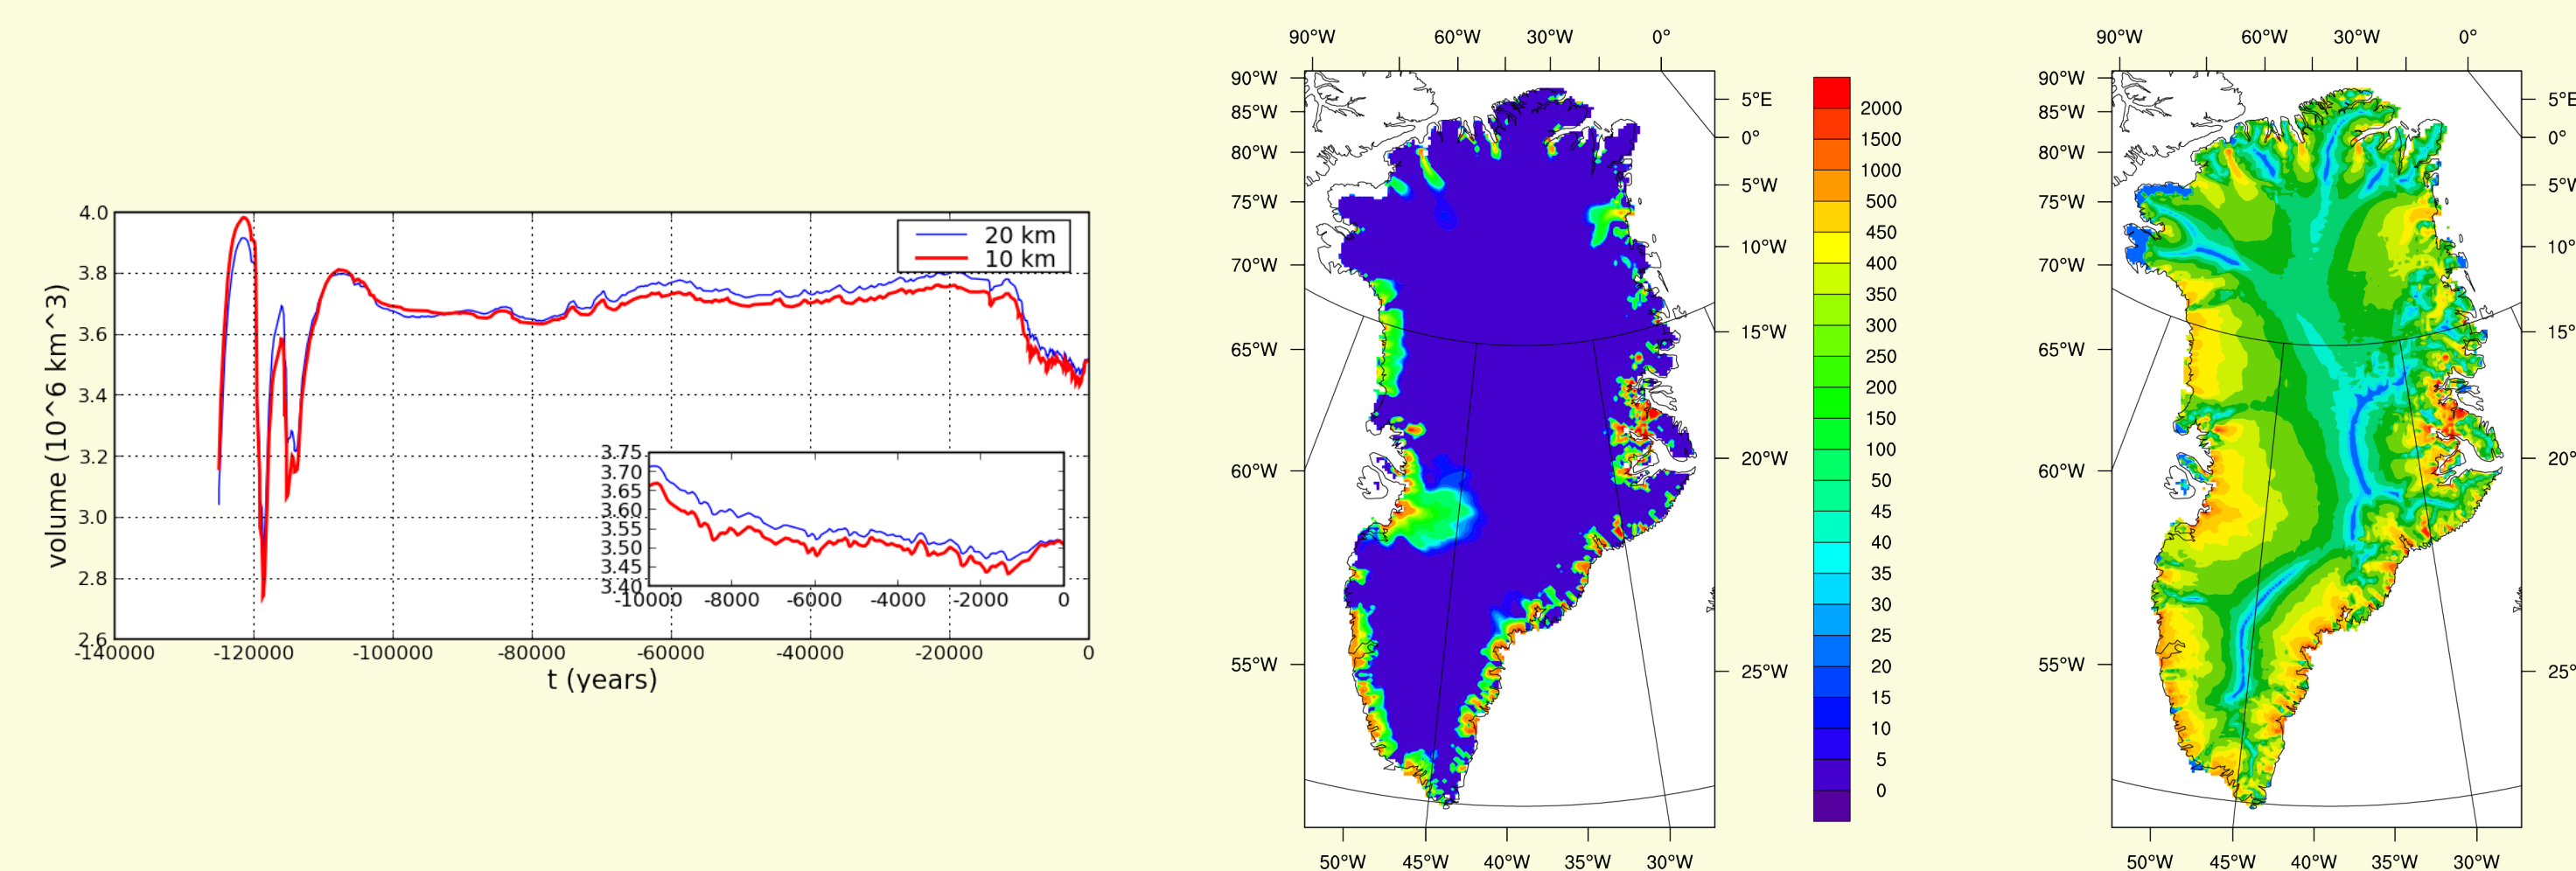 4.0
3.8
3.6
3.4
3.2
3.0
2.8
2.6
volume (10^6 km^3)
-140000 -120000 -100000 -80000 -60000 -40000 -20000 0
t (years)
20 km
10 km
3.75
3.70
3.65
3.60
3.55
3.50
3.45
3.40
-10000 -8000 -6000 -4000 -2000 0
90°W 60°W 30°W 0°
90°W
85°W
80°W
75°W
70°W
65°W
60°W
55°W
5°E
0°
5°W
10°W
15°W
20°W
25°W
50°W 45°W 40°W 35°W 30°W
2000
1500
1000
500
450
400
350
300
250
200
150
100
50
45
40
35
30
25
20
15
10
5
0
90°W 60°W 30°W 0°
90°W
85°W
80°W
75°W
70°W
65°W
60°W
55°W
5°E
0°
5°W
10°
15°
20°
25°
50°W 45°W 40°W 35°W 30°W